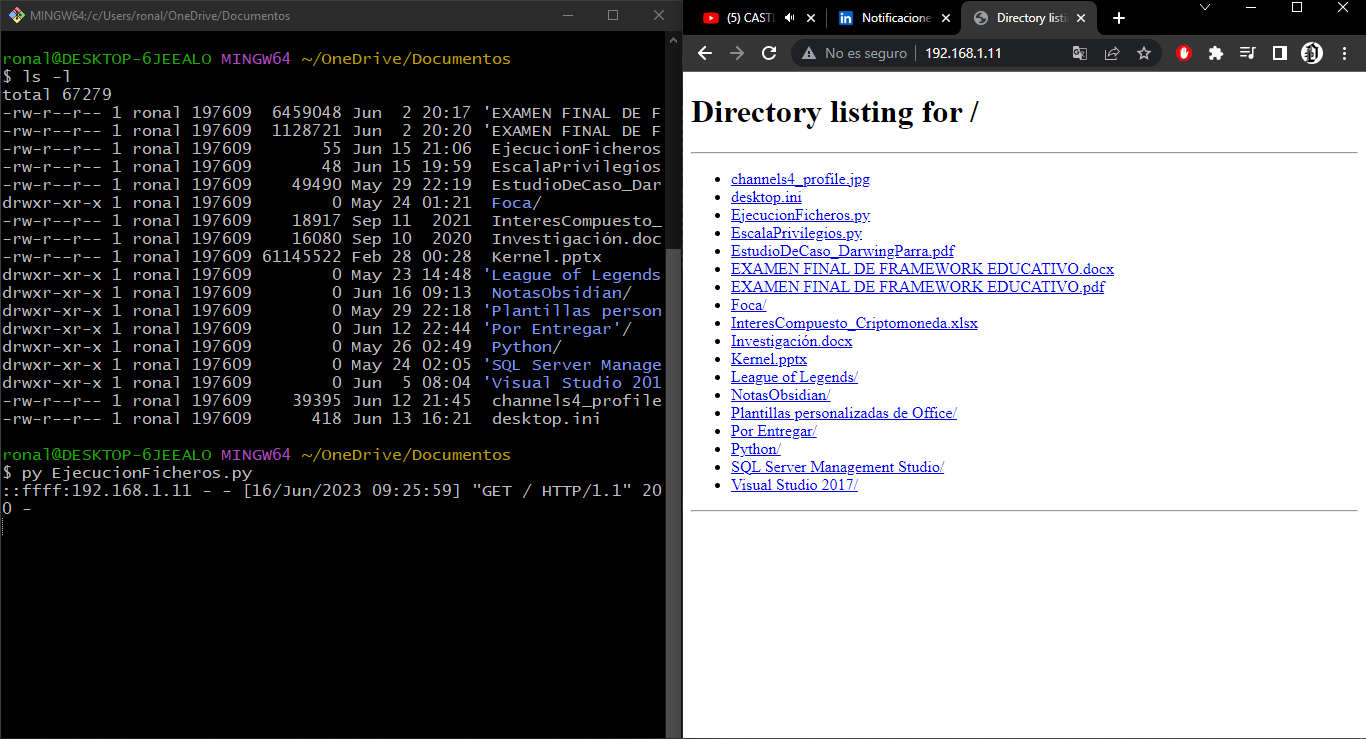 MINGW64:/c/Users/ronal/OneDrive/Documentos
ronal@DESKTOP-6JEEALO MINGW64 ~/OneDrive/Documentos
$ ls -l
total 67279
-rw-r--r-- 1 ronal 197609  6459048 Jun  2 20:17 'EXAMEN FINAL DE F
-rw-r--r-- 1 ronal 197609  1128721 Jun  2 20:20 'EXAMEN FINAL DE F
-rw-r--r-- 1 ronal 197609       55 Jun 15 21:06  EjecucionFicheros
-rw-r--r-- 1 ronal 197609       48 Jun 15 19:59  EscalaPrivilegios
-rw-r--r-- 1 ronal 197609    49490 May 29 22:19  EstudioDeCaso_Dar
drwxr-xr-x 1 ronal 197609        0 May 24 01:21  Foca/
-rw-r--r-- 1 ronal 197609    18917 Sep 11  2021  InteresCompuesto_
-rw-r--r-- 1 ronal 197609    16080 Sep 10  2020  Investigación.doc
-rw-r--r-- 1 ronal 197609 61145522 Feb 28 00:28  Kernel.pptx
drwxr-xr-x 1 ronal 197609        0 May 23 14:48 'League of Legends
drwxr-xr-x 1 ronal 197609        0 Jun 16 09:13  NotasObsidian/
drwxr-xr-x 1 ronal 197609        0 May 29 22:18 'Plantillas person
drwxr-xr-x 1 ronal 197609        0 Jun 12 22:44 'Por Entregar'/
drwxr-xr-x 1 ronal 197609        0 May 26 02:49  Python/
drwxr-xr-x 1 ronal 197609        0 May 24 02:05 'SQL Server Manage
drwxr-xr-x 1 ronal 197609        0 Jun  5 08:04 'Visual Studio 201
-rw-r--r-- 1 ronal 197609    39395 Jun 12 21:45  channels4_profile
-rw-r--r-- 1 ronal 197609      418 Jun 13 16:21  desktop.ini
ronal@DESKTOP-6JEEALO MINGW64 ~/OneDrive/Documentos
$ py EjecucionFicheros.py
::ffff:192.168.1.11 - - [16/Jun/2023 09:25:59] "GET / HTTP/1.1" 20
0 -
(5) CASTL
Notificacione
Directory listi
No es seguro
192.168.1.11
Directory listing for /
channels4_profile.jpg
desktop.ini
EjecucionFicheros.py
EscalaPrivilegios.py
EstudioDeCaso_DarwingParra.pdf
EXAMEN FINAL DE FRAMEWORK EDUCATIVO.docx
EXAMEN FINAL DE FRAMEWORK EDUCATIVO.pdf
Foca/
InteresCompuesto_Criptomoneda.xlsx
Investigación.docx
Kernel.pptx
League of Legends/
NotasObsidian/
Plantillas personalizadas de Office/
Por Entregar/
Python/
SQL Server Management Studio/
Visual Studio 2017/